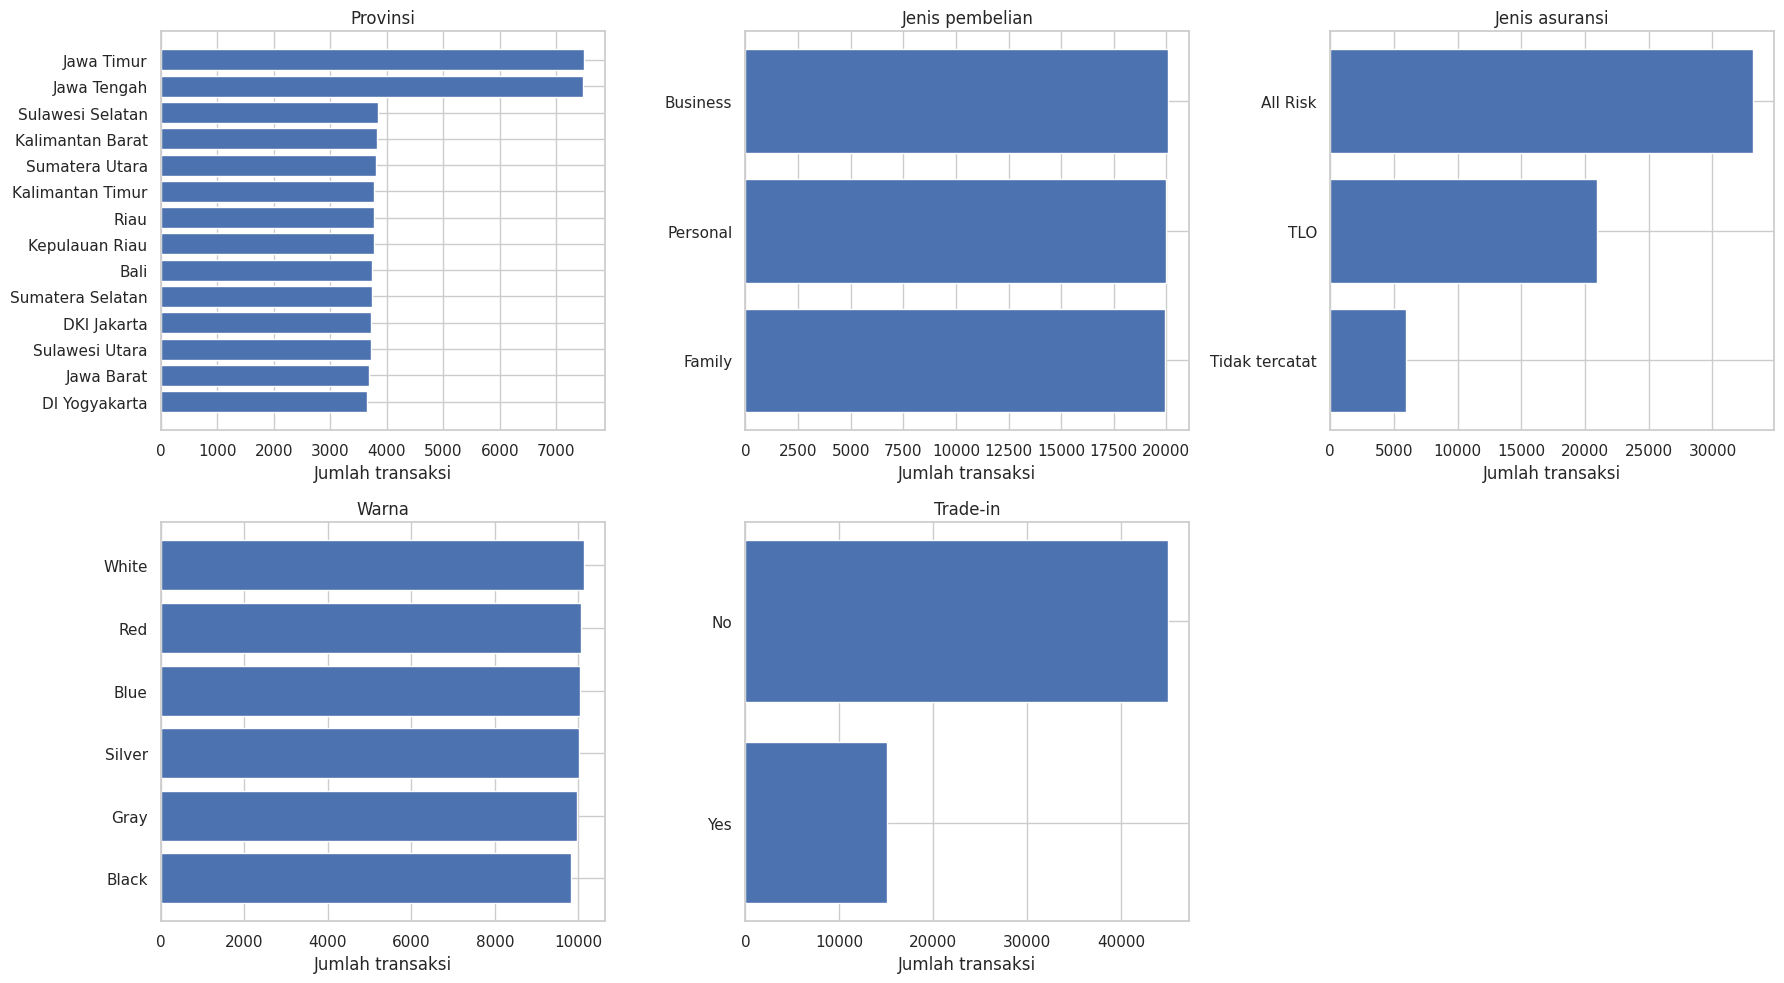 Provinsi
Jawa Timur
Jawa Tengah
Sulawesi Selatan
Kalimantan Barat
Sumatera Utara
Kalimantan Timur
Riau
Kepulauan Riau
Bali
Sumatera Selatan
DKI Jakarta
Sulawesi Utara
Jawa Barat
DI Yogyakarta
0 1000 2000 3000 4000 5000 6000 7000
Jumlah transaksi
Jenis pembelian
Business
Personal
Family
0 2500 5000 7500 10000 12500 15000 17500 20000
Jumlah transaksi
Jenis asuransi
All Risk
TLO
Tidak tercatat
0 5000 10000 15000 20000 25000 30000
Jumlah transaksi
Warna
White
Red
Blue
Silver
Gray
Black
0 2000 4000 6000 8000 10000
Jumlah transaksi
Trade-in
No
Yes
0 10000 20000 30000 40000
Jumlah transaksi